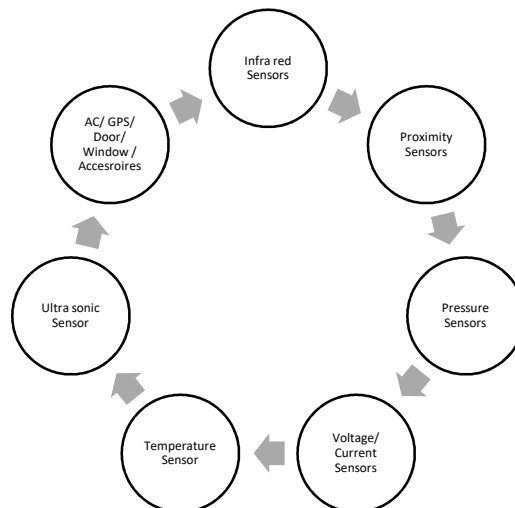 Infra red
Sensors
Proximity
Sensors
Pressure
Sensors
Voltage/
Current
Sensors
Temperature
Sensor
Ultra sonic
Sensor
AC/ GPS/
Door/
Window /
Accesroires